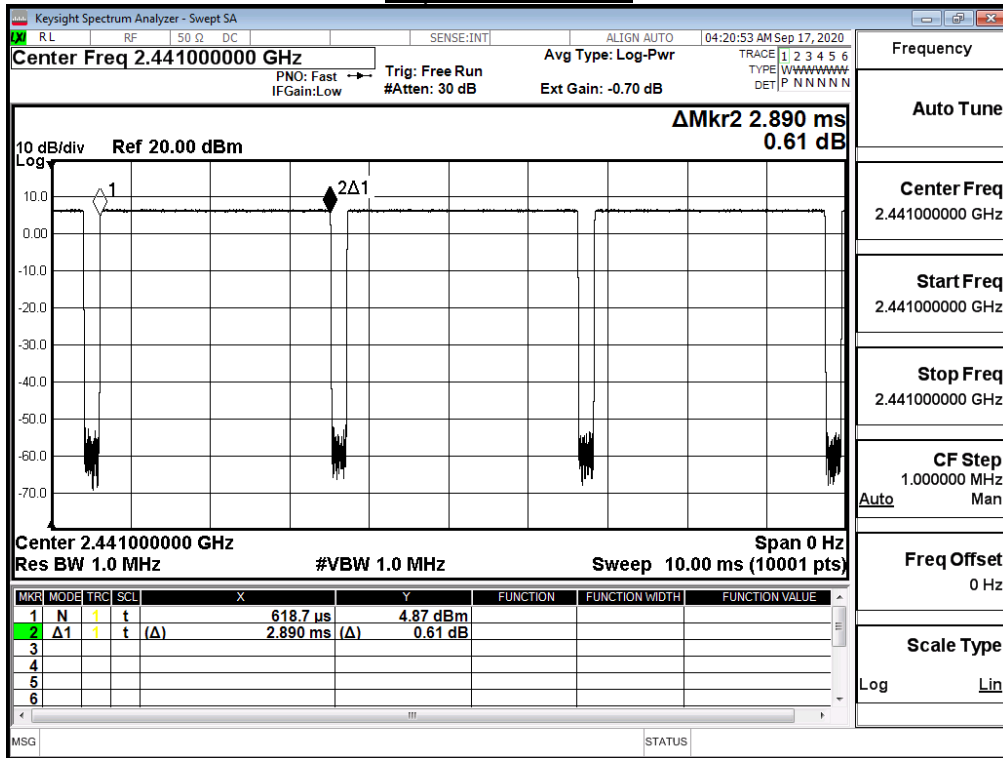 Keysight Spectrum Analyzer - Swept SA
LXI RL RF 50 Ω DC SENSE:INT ALIGN AUTO 04:20:53 AM Sep 17, 2020
Center Freq 2.441000000 GHz
PNO: Fast
IFGain:Low
Trig: Free Run
#Atten: 30 dB
Avg Type: Log-Pwr
Ext Gain: -0.70 dB
TRACE 1 2 3 4 5 6
TYPE WWWWWW
DET P N N N N N
ΔMkr2 2.890 ms
0.61 dB
10 dB/div Ref 20.00 dBm
Log
1
2Δ1
10.0
0.00
-10.0
-20.0
-30.0
-40.0
-50.0
-60.0
-70.0
Center 2.441000000 GHz Span 0 Hz
Res BW 1.0 MHz #VBW 1.0 MHz Sweep 10.00 ms (10001 pts)
MKR MODE TRC SCL X Y FUNCTION FUNCTION WIDTH FUNCTION VALUE
1 N 1 t 618.7 µs 4.87 dBm
2 Δ1 1 t (Δ) 2.890 ms (Δ) 0.61 dB
3
4
5
6
MSG STATUS
Frequency
Auto Tune
Center Freq
2.441000000 GHz
Start Freq
2.441000000 GHz
Stop Freq
2.441000000 GHz
CF Step
1.000000 MHz
Auto Man
Freq Offset
0 Hz
Scale Type
Log Lin